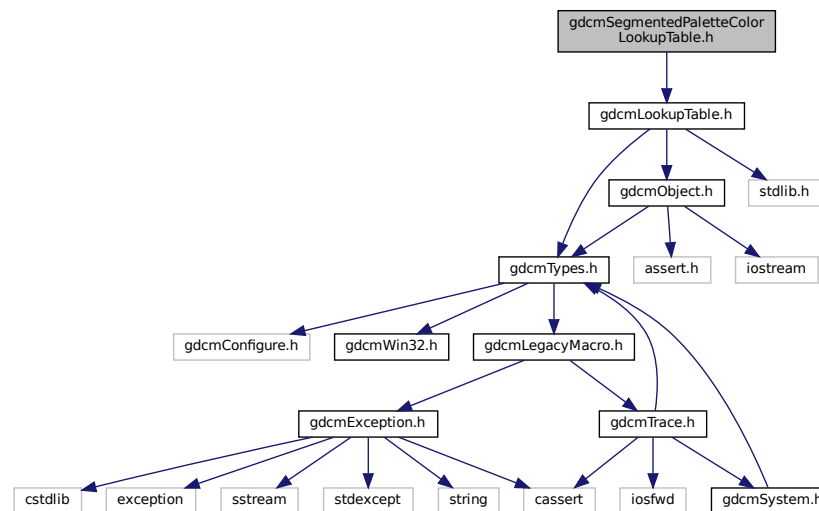 gdcmSegmentedPaletteColor
LookupTable.h
gdcmLookupTable.h
gdcmObject.h
stdlib.h
gdcmTypes.h
assert.h
iostream
gdcmConfigure.h
gdcmWin32.h
gdcmLegacyMacro.h
gdcmException.h
gdcmTrace.h
cstdlib
exception
sstream
stdexcept
string
cassert
iosfwd
gdcmSystem.h